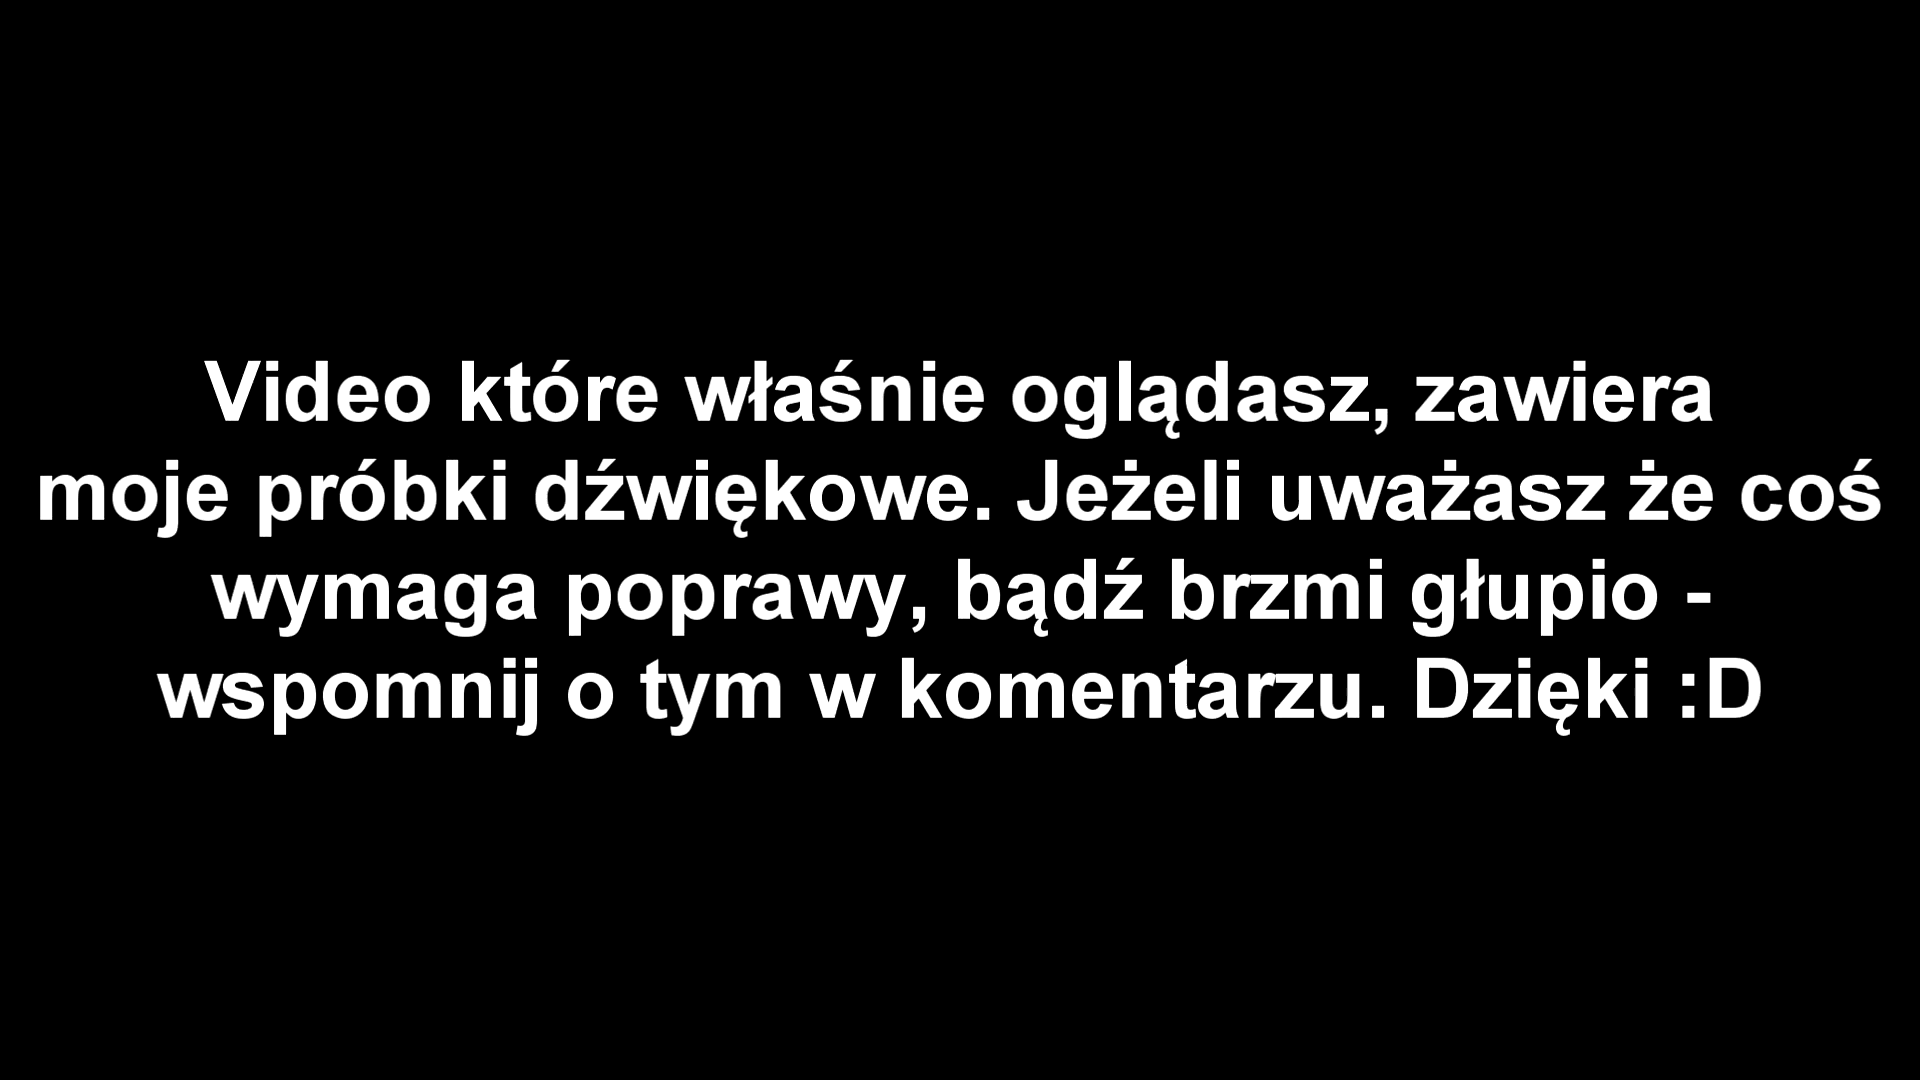 Video które właśnie oglądasz, zawiera
moje próbki dźwiękowe. Jeżeli uważasz że coś
wymaga poprawy, bądź brzmi głupio -
wspomnij o tym w komentarzu. Dzięki :D